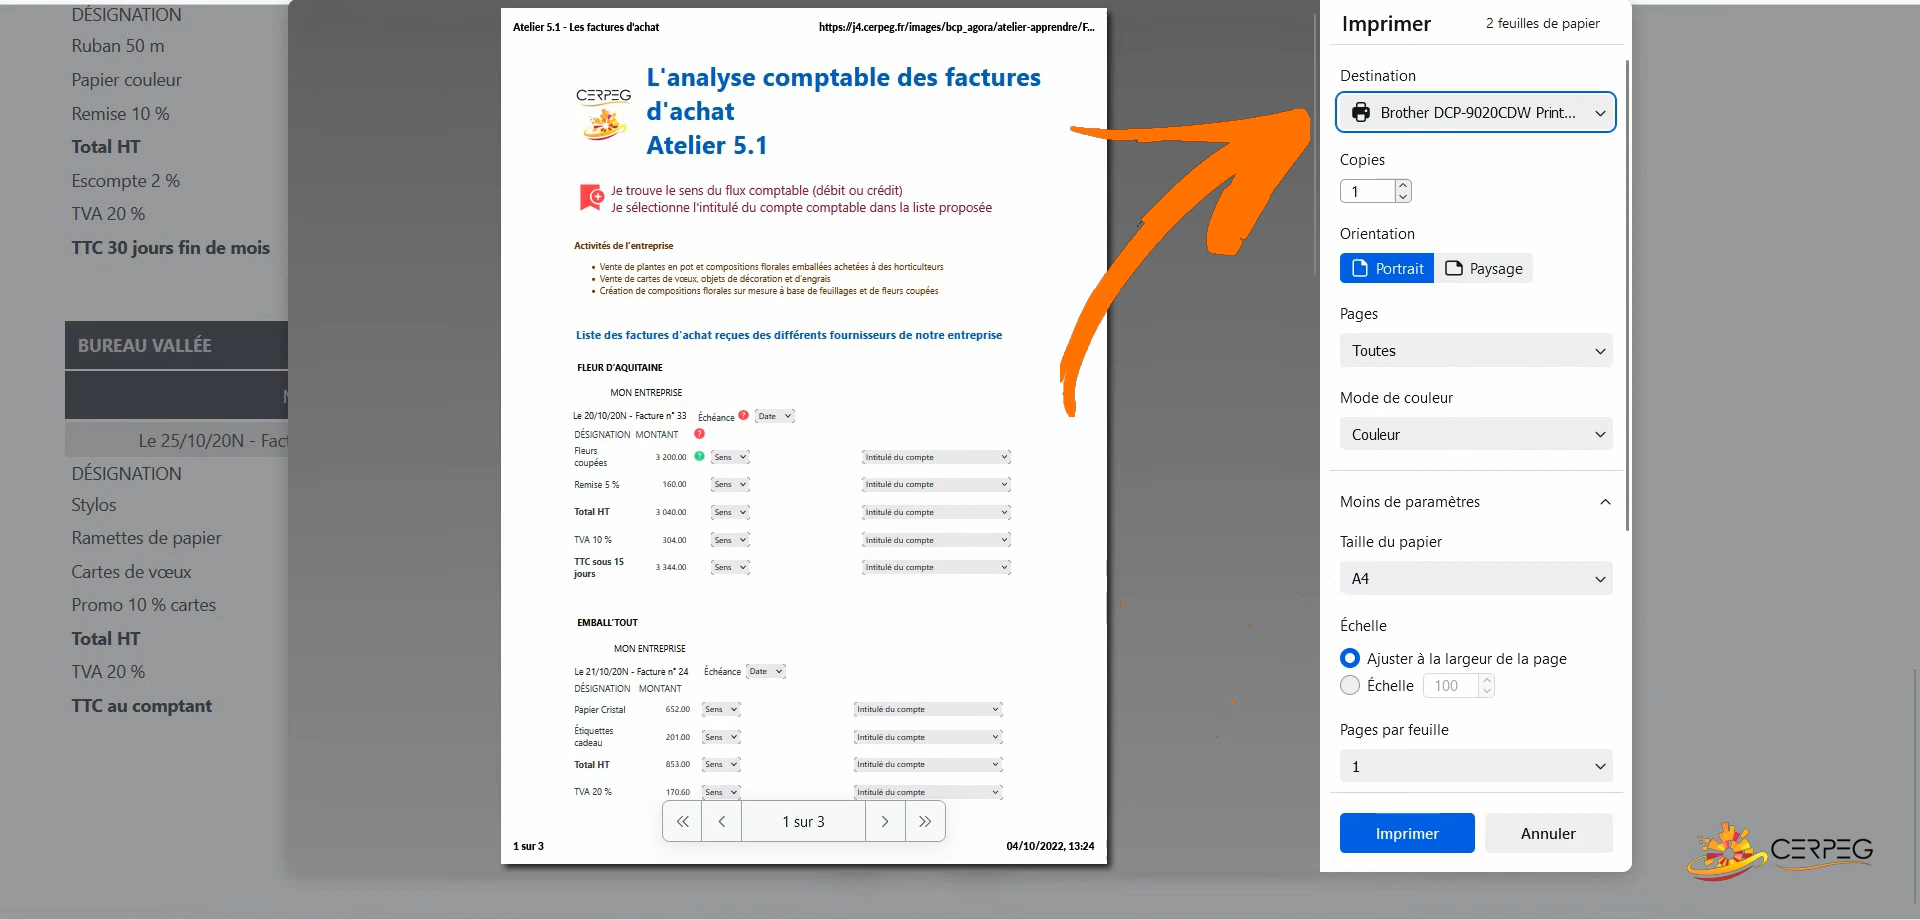 DÉSIGNATION
Ruban 50 m
Papier couleur
Remise 10 %
Total HT
Escompte 2 %
TVA 20 %
TTC 30 jours fin de mois
BUREAU VALLÉE
Le 25/10/20N - Fact
DÉSIGNATION
Stylos
Ramettes de papier
Cartes de vœux
Promo 10 % cartes
Total HT
TVA 20 %
TTC au comptant
Atelier 5.1 - Les factures d'achat https://j4.cerpeg.fr/images/bcp_agora/atelier-apprendre/F...
CERPEG
L'analyse comptable des factures
d'achat
Atelier 5.1
Je trouve le sens du flux comptable (débit ou crédit)
Je sélectionne l'intitulé du compte comptable dans la liste proposée
Activités de l'entreprise
• Vente de plantes en pot et compositions florales emballées achetées à des horticulteurs
• Vente de cartes de vœux, objets de décoration et d'engrais
• Création de compositions florales sur mesure à base de feuillages et de fleurs coupées
Liste des factures d'achat reçues des différents fournisseurs de notre entreprise
FLEUR D'AQUITAINE
MON ENTREPRISE
Le 20/10/20N - Facture n° 33 Échéance ? Date
DÉSIGNATION MONTANT ?
Fleurs
coupées 3 200.00 ? Sens Intitulé du compte
Remise 5 % 160.00 Sens Intitulé du compte
Total HT 3 040.00 Sens Intitulé du compte
TVA 10 % 304.00 Sens Intitulé du compte
TTC sous 15
jours 3 344.00 Sens Intitulé du compte
EMBALL'TOUT
MON ENTREPRISE
Le 21/10/20N - Facture n° 24 Échéance Date
DÉSIGNATION MONTANT
Papier Cristal 652.00 Sens Intitulé du compte
Étiquettes
cadeau 201.00 Sens Intitulé du compte
Total HT 853.00 Sens Intitulé du compte
TVA 20 % 170.60 Sens Intitulé du compte
1 sur 3
1 sur 3 04/10/2022, 13:24
Imprimer 2 feuilles de papier
Destination
Brother DCP-9020CDW Print...
Copies
1
Orientation
Portrait Paysage
Pages
Toutes
Mode de couleur
Couleur
Moins de paramètres
Taille du papier
A4
Échelle
Ajuster à la largeur de la page
Échelle 100
Pages par feuille
1
Imprimer Annuler
CERPEG